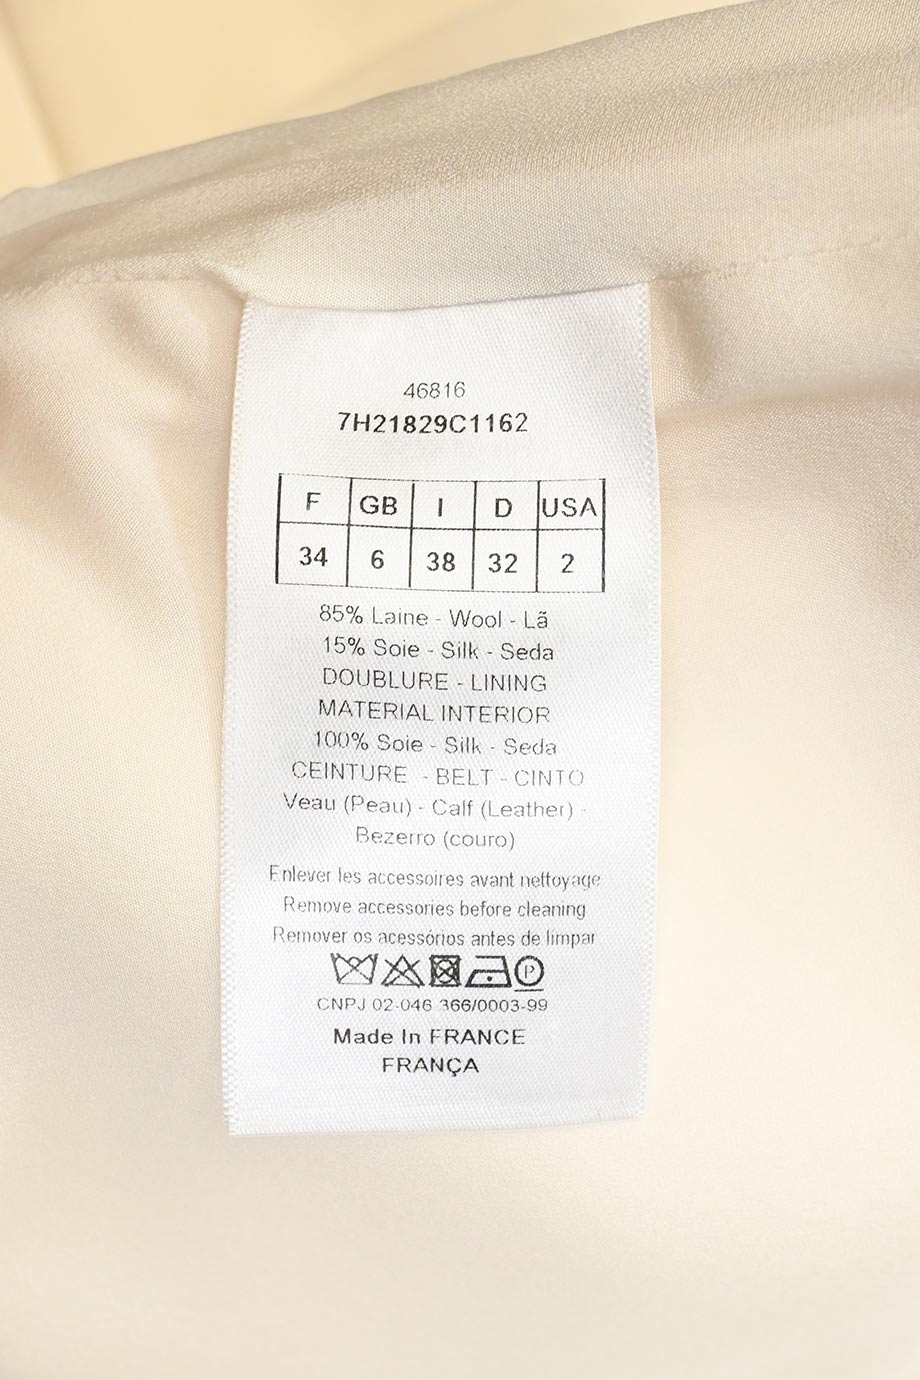 46816
7H21829C1162
F GB I D USA
34 6 38 32 2
85% Laine - Wool - Lã
15% Soie - Silk - Seda
DOUBLURE - LINING
MATERIAL INTERIOR
100% Soie - Silk - Seda
CEINTURE - BELT - CINTO
Veau (Peau) - Calf (Leather) -
Bezerro (couro)
Enlever les accessoires avant nettoyage
Remove accessories before cleaning
Remover os acessórios antes de limpar
P
CNPJ 02-046 366/0003-99
Made In FRANCE
FRANÇA